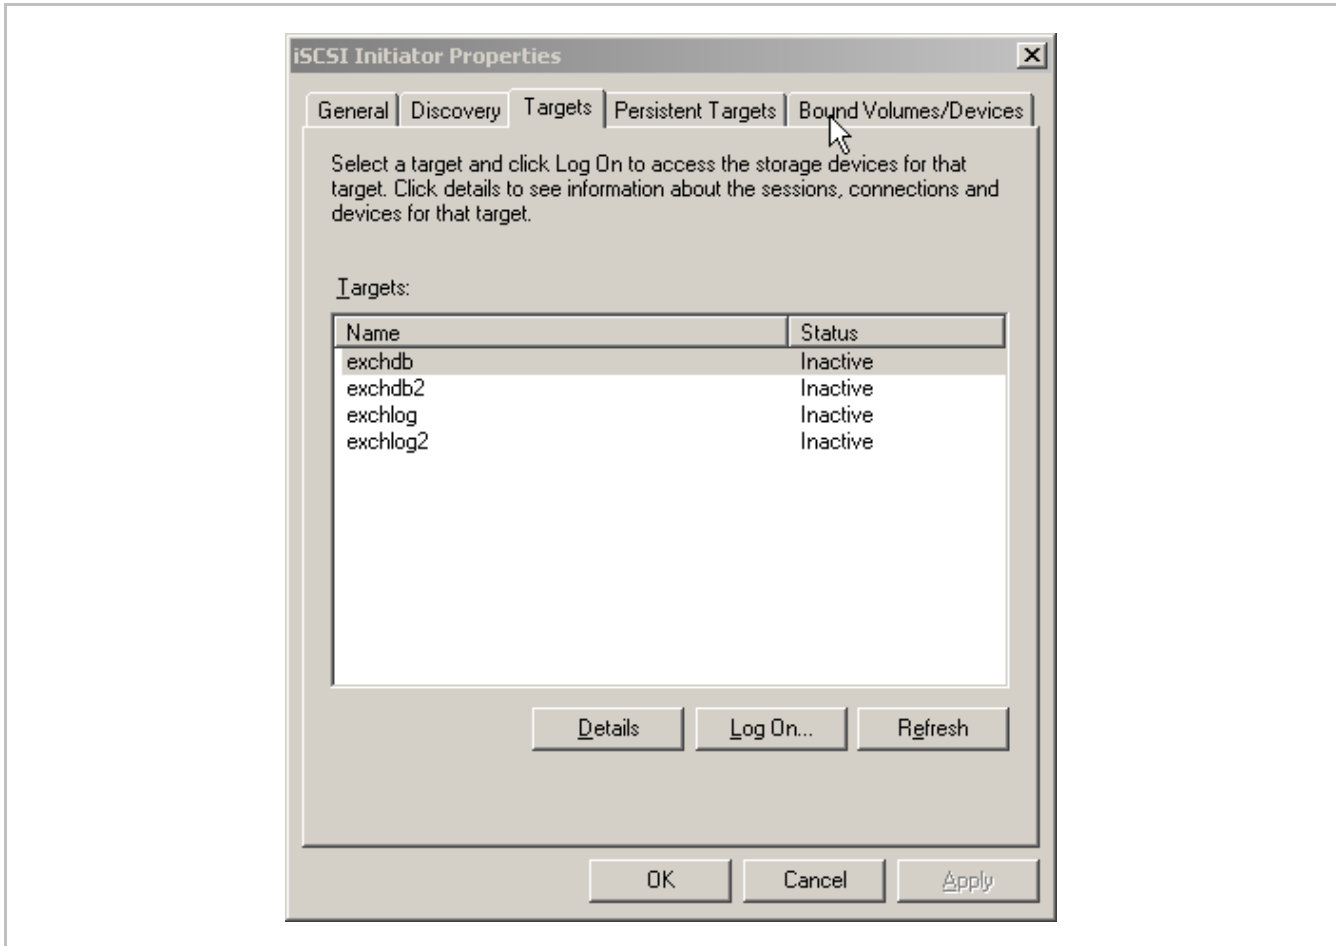 iSCSI Initiator Properties
General Discovery Targets Persistent Targets Bound Volumes/Devices
Select a target and click Log On to access the storage devices for that
target. Click details to see information about the sessions, connections and
devices for that target.
Targets:
Name Status
exchdb Inactive
exchdb2 Inactive
exchlog Inactive
exchlog2 Inactive
Details Log On... Refresh
OK Cancel Apply